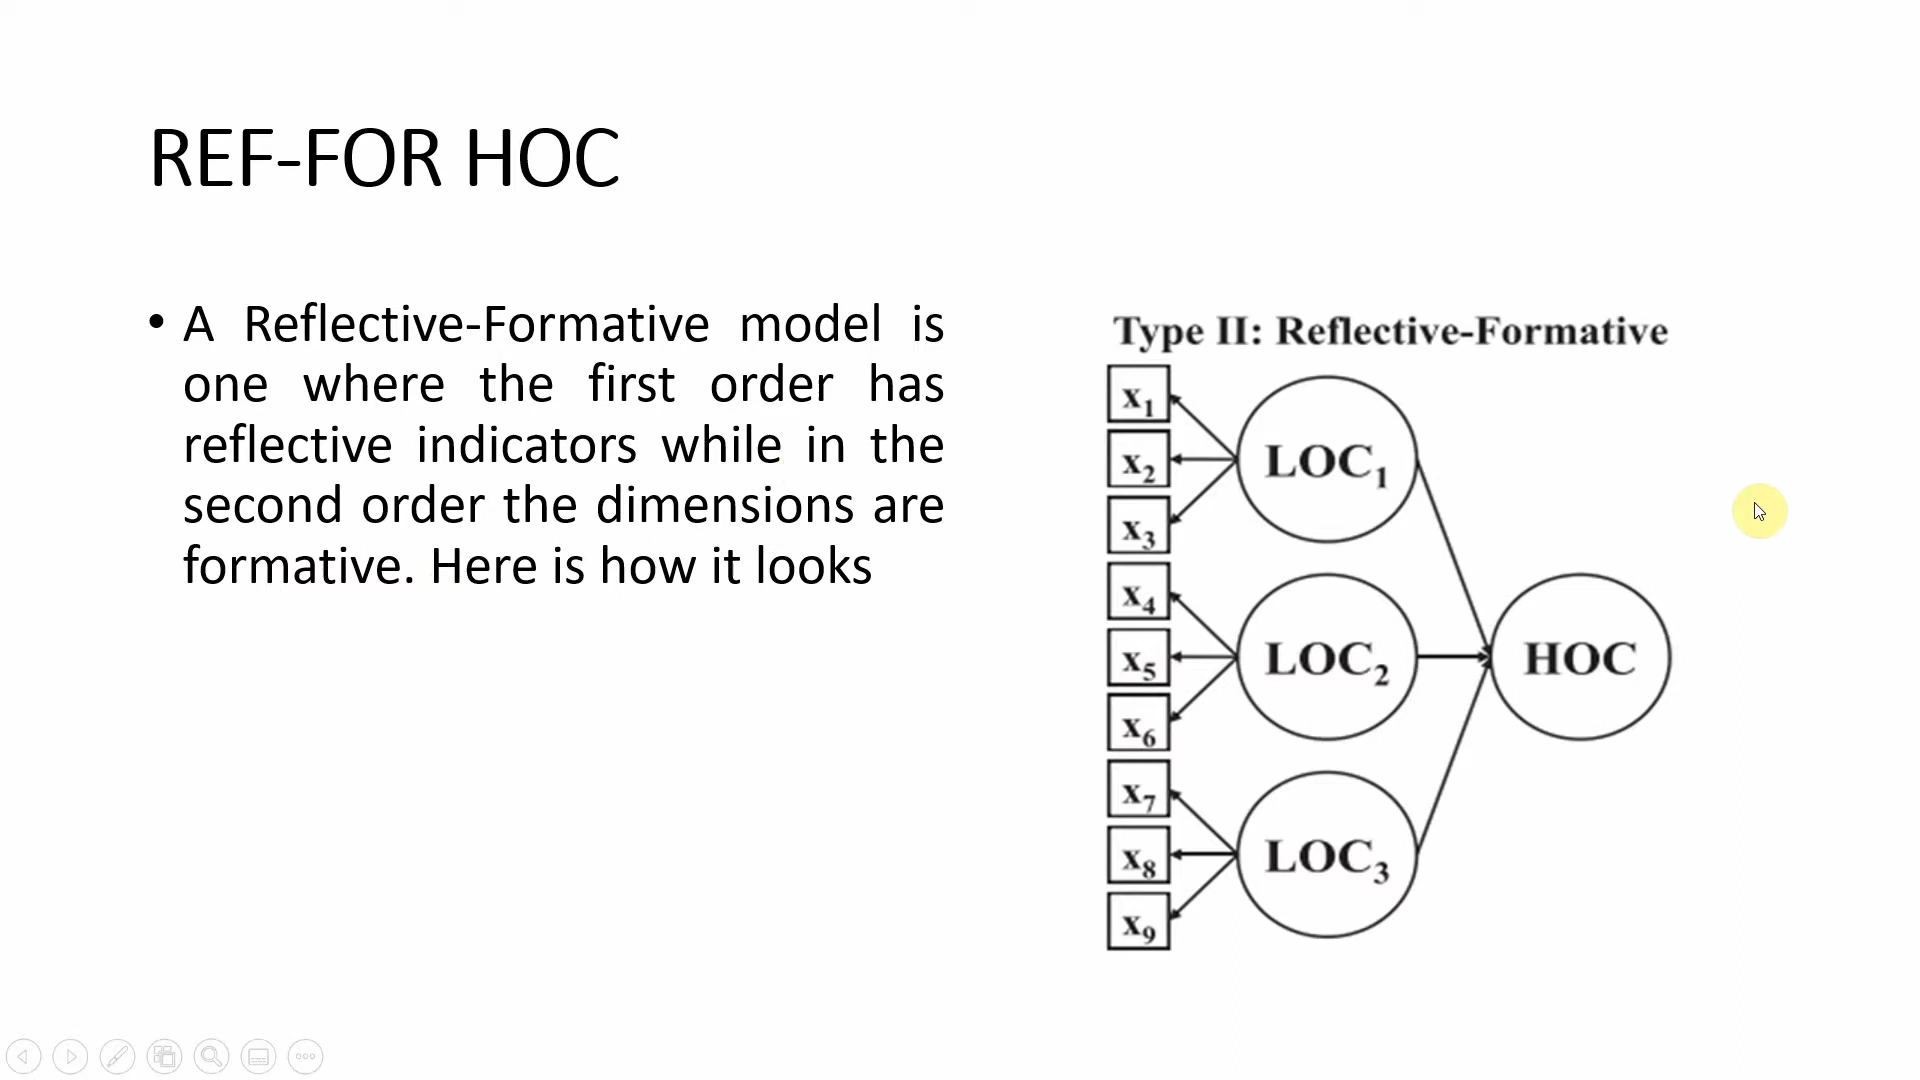 REF-FOR HOC
• A Reflective-Formative model is
one where the first order has
reflective indicators while in the
second order the dimensions are
formative. Here is how it looks
Type II: Reflective-Formative
x1
x2
x3
x4
x5
x6
x7
x8
x9
LOC1
LOC2
LOC3
HOC